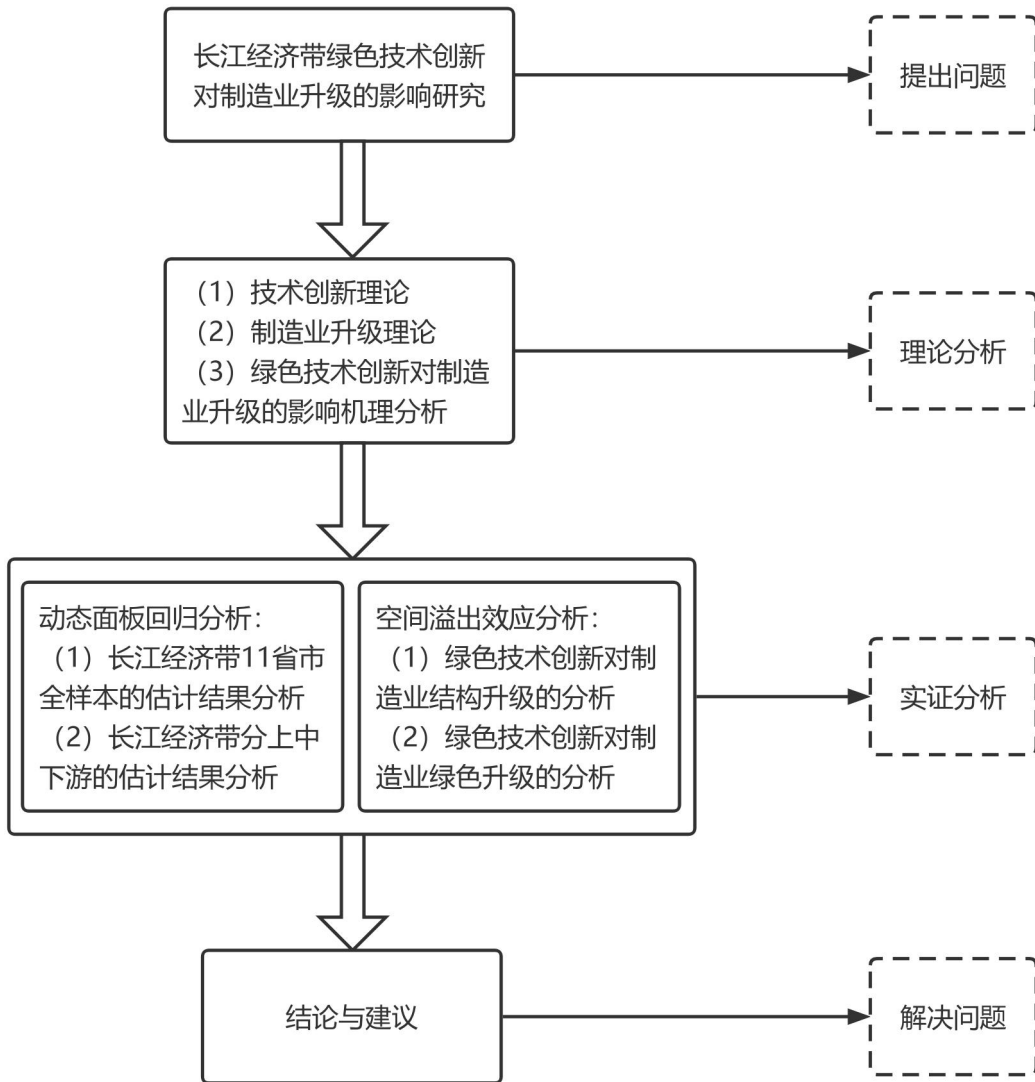 长江经济带绿色技术创新
对制造业升级的影响研究
提出问题
（1）技术创新理论
（2）制造业升级理论
（3）绿色技术创新对制造
业升级的影响机理分析
理论分析
动态面板回归分析：
（1）长江经济带11省市
全样本的估计结果分析
（2）长江经济带分上中
下游的估计结果分析
空间溢出效应分析：
（1）绿色技术创新对制
造业结构升级的分析
（2）绿色技术创新对制
造业绿色升级的分析
实证分析
结论与建议
解决问题